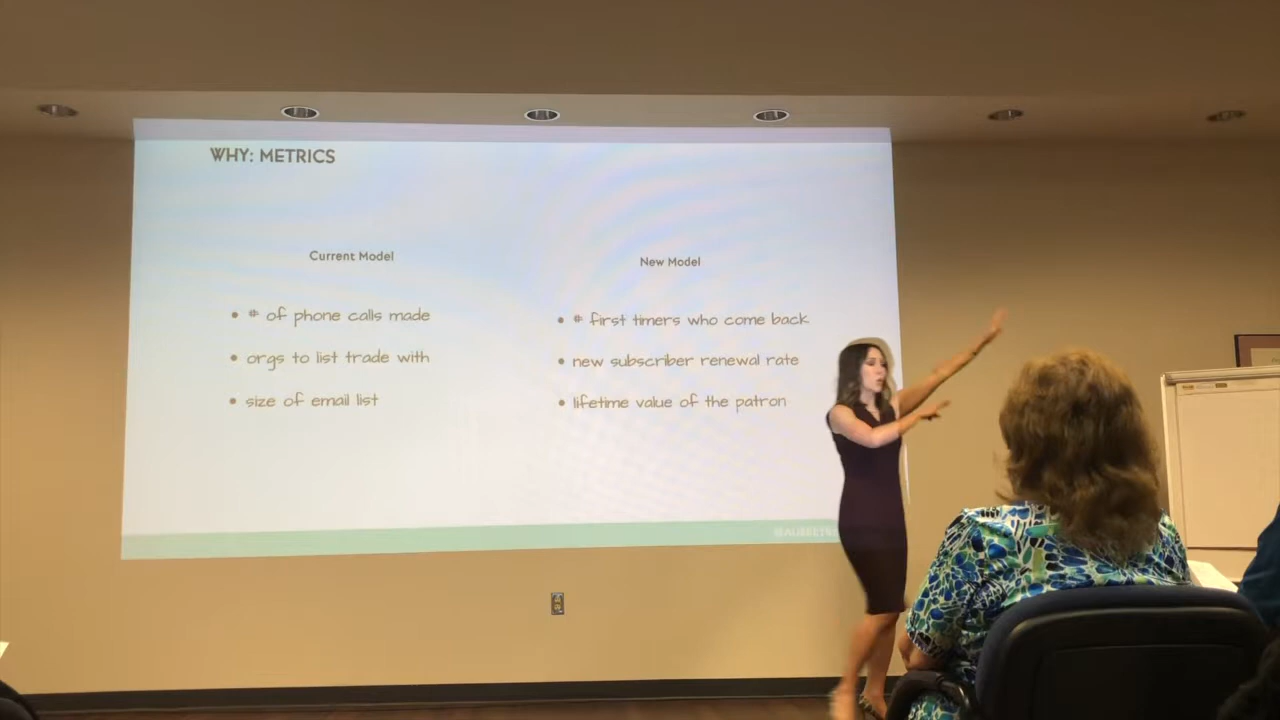 WHY: METRICS
Current Model
• # of phone calls made
• orgs to list trade with
• size of email list
New Model
• # first timers who come back
• new subscriber renewal rate
• lifetime value of the patron